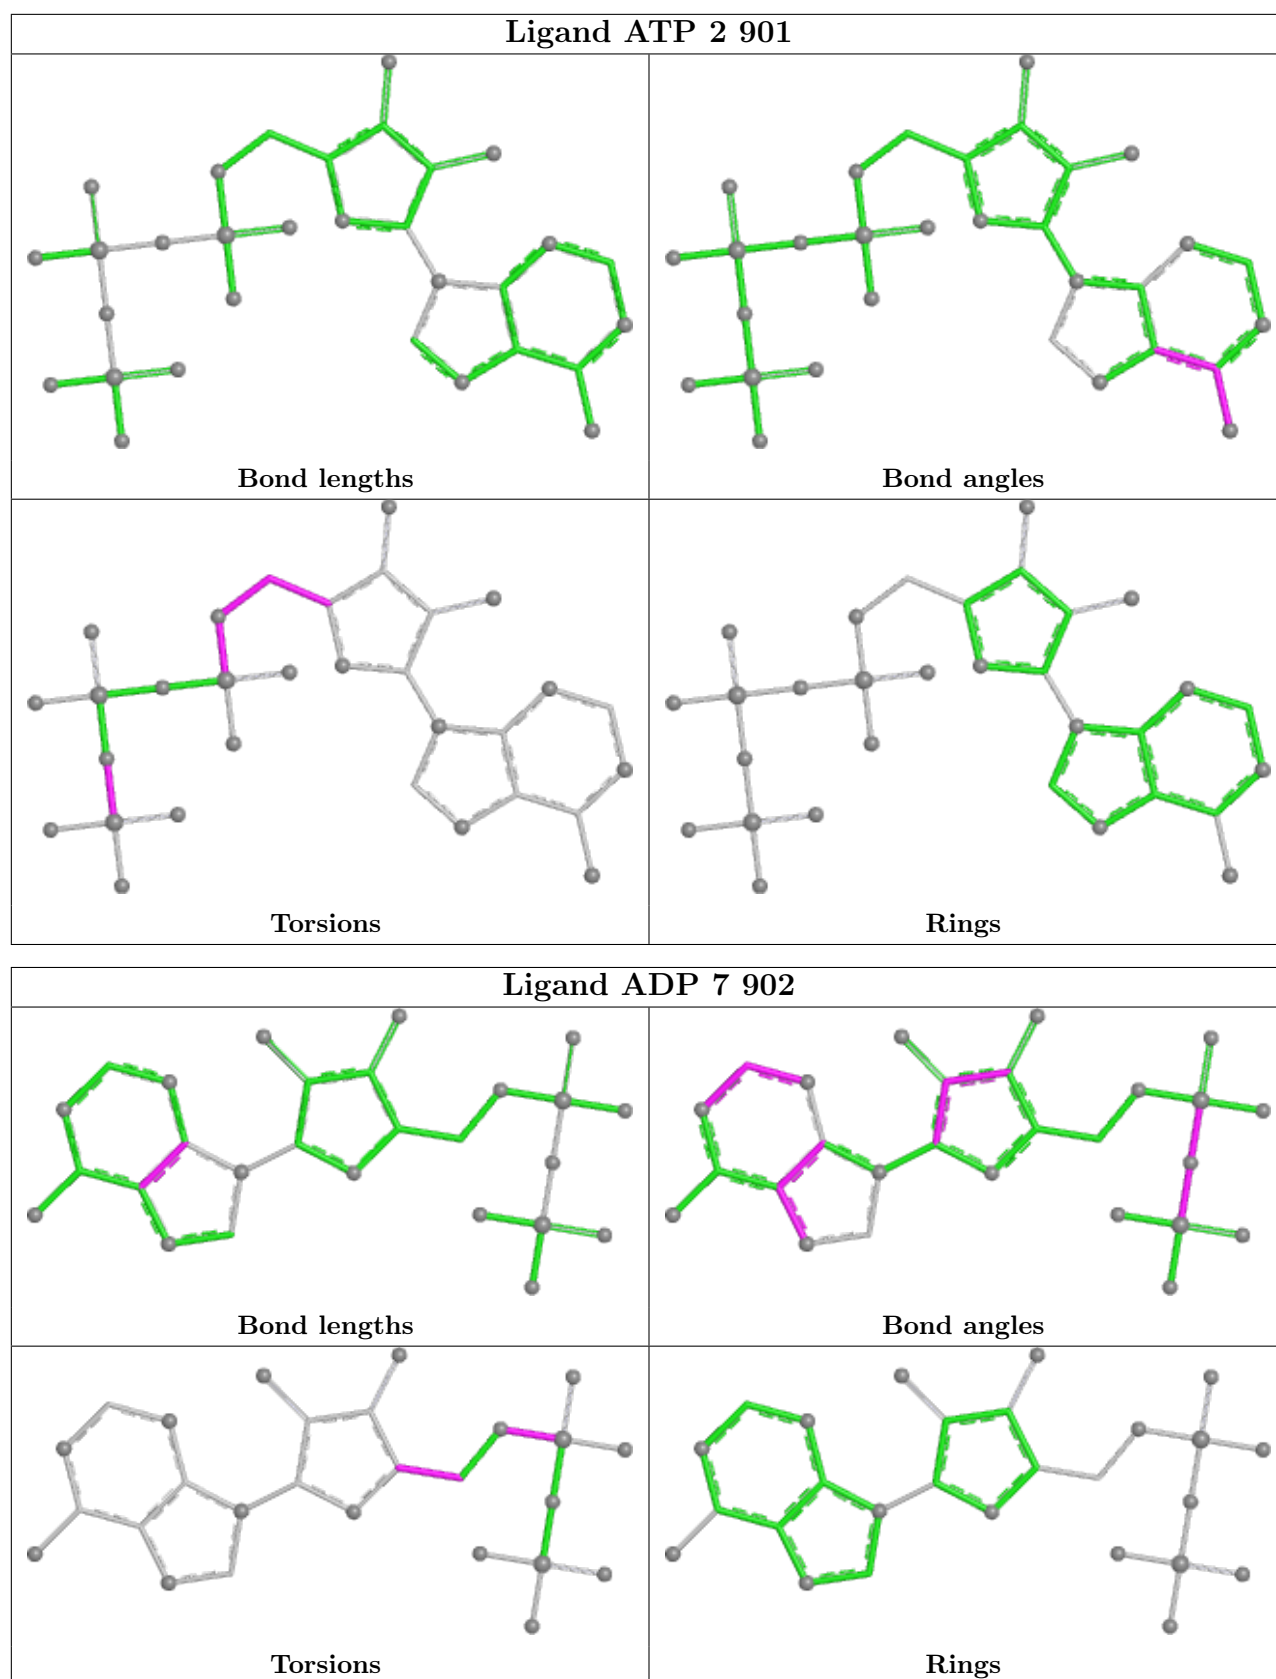 Ligand ATP 2 901
Bond lengths
Bond angles
Torsions
Rings
Ligand ADP 7 902
Bond lengths
Bond angles
Torsions
Rings